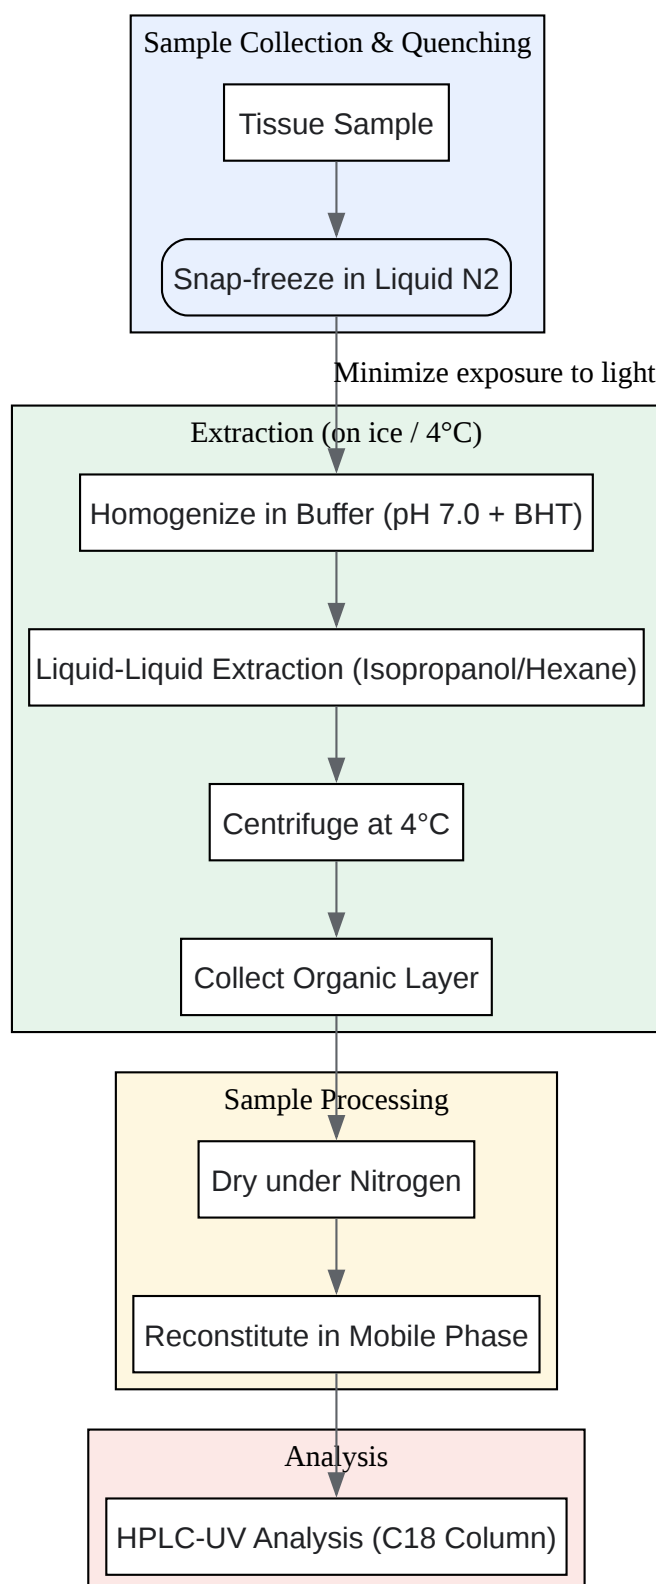 Sample Collection & Quenching
Tissue Sample
Snap-freeze in Liquid N2
Minimize exposure to light
Extraction (on ice / 4°C)
Homogenize in Buffer (pH 7.0 + BHT)
Liquid-Liquid Extraction (Isopropanol/Hexane)
Centrifuge at 4°C
Collect Organic Layer
Sample Processing
Dry under Nitrogen
Reconstitute in Mobile Phase
Analysis
HPLC-UV Analysis (C18 Column)